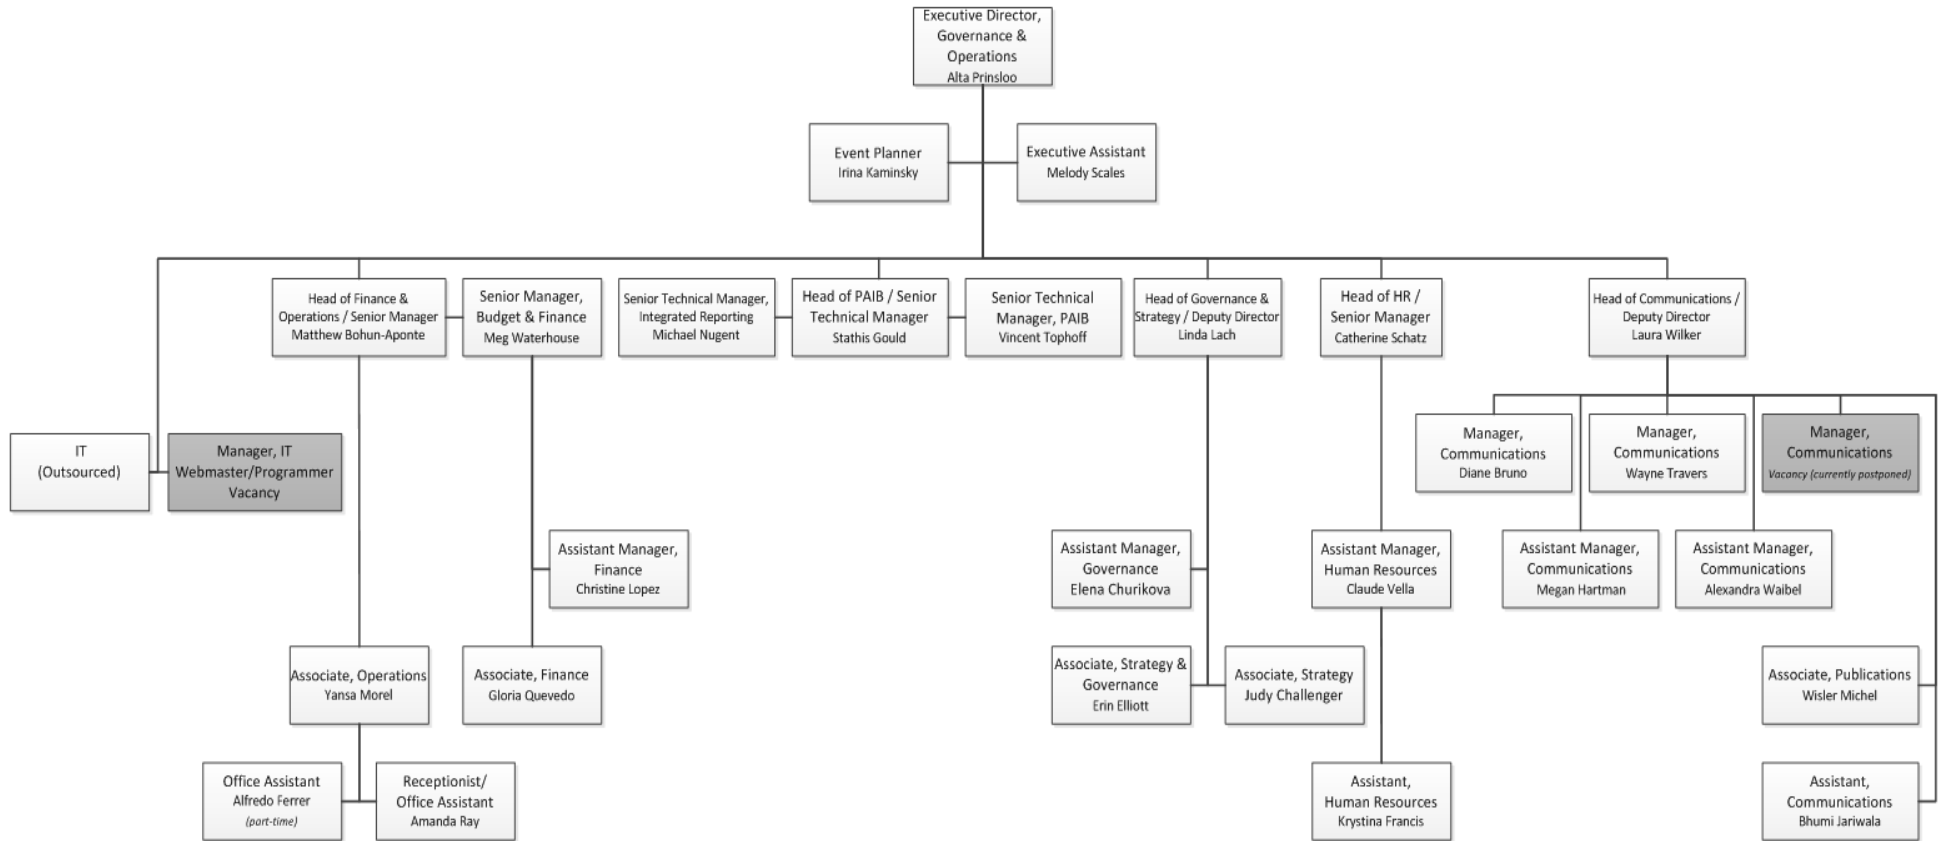 Executive Director,
Governance &
Operations
Alta Prinsloo
Event Planner
Irina Kaminsky
Executive Assistant
Melody Scales
Head of Finance &
Operations / Senior Manager
Matthew Bohun-Aponte
Senior Manager,
Budget & Finance
Meg Waterhouse
Senior Technical Manager,
Integrated Reporting
Michael Nugent
Head of PAIB / Senior
Technical Manager
Stathis Gould
Senior Technical
Manager, PAIB
Vincent Tophoff
Head of Governance &
Strategy / Deputy Director
Linda Lach
Head of HR /
Senior Manager
Catherine Schatz
Head of Communications /
Deputy Director
Laura Wilker
IT
(Outsourced)
Manager, IT
Webmaster/Programmer
Vacancy
Manager,
Communications
Diane Bruno
Manager,
Communications
Wayne Travers
Manager,
Communications
Vacancy (currently postponed)
Assistant Manager,
Finance
Christine Lopez
Assistant Manager,
Governance
Elena Churikova
Assistant Manager,
Human Resources
Claude Vella
Assistant Manager,
Communications
Megan Hartman
Assistant Manager,
Communications
Alexandra Waibel
Associate, Operations
Yansa Morel
Associate, Finance
Gloria Quevedo
Associate, Strategy &
Governance
Erin Elliott
Associate, Strategy
Judy Challenger
Associate, Publications
Wisler Michel
Office Assistant
Alfredo Ferrer
(part-time)
Receptionist/
Office Assistant
Amanda Ray
Assistant,
Human Resources
Krystina Francis
Assistant,
Communications
Bhumi Jariwala